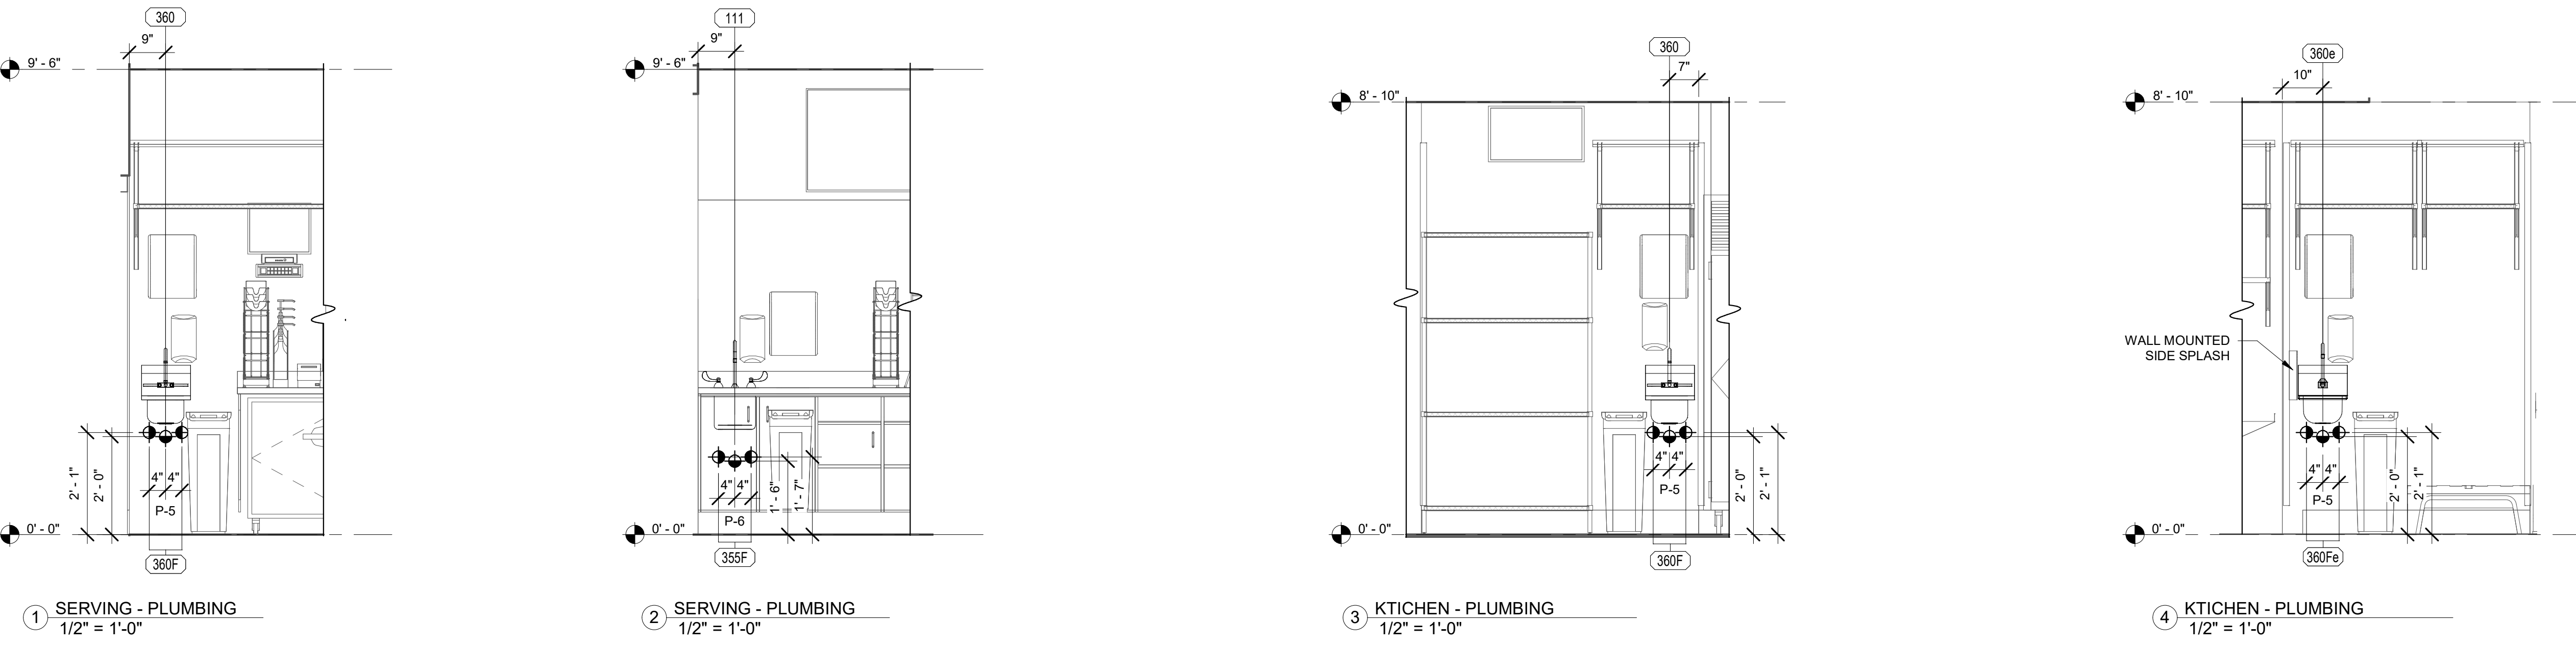 360
9"
9' - 6"
2' - 1"
2' - 0"
4" 4"
P-5
0' - 0"
360F
1 SERVING - PLUMBING
1/2" = 1'-0"
111
9"
9' - 6"
4" 4"
1' - 6"
1' - 7"
P-6
0' - 0"
355F
2 SERVING - PLUMBING
1/2" = 1'-0"
360
7"
8' - 10"
4" 4"
P-5
2' - 0"
2' - 1"
0' - 0"
360F
3 KTICHEN - PLUMBING
1/2" = 1'-0"
360e
10"
8' - 10"
WALL MOUNTED
SIDE SPLASH
4" 4"
P-5
2' - 0"
2' - 1"
0' - 0"
360Fe
4 KTICHEN - PLUMBING
1/2" = 1'-0"